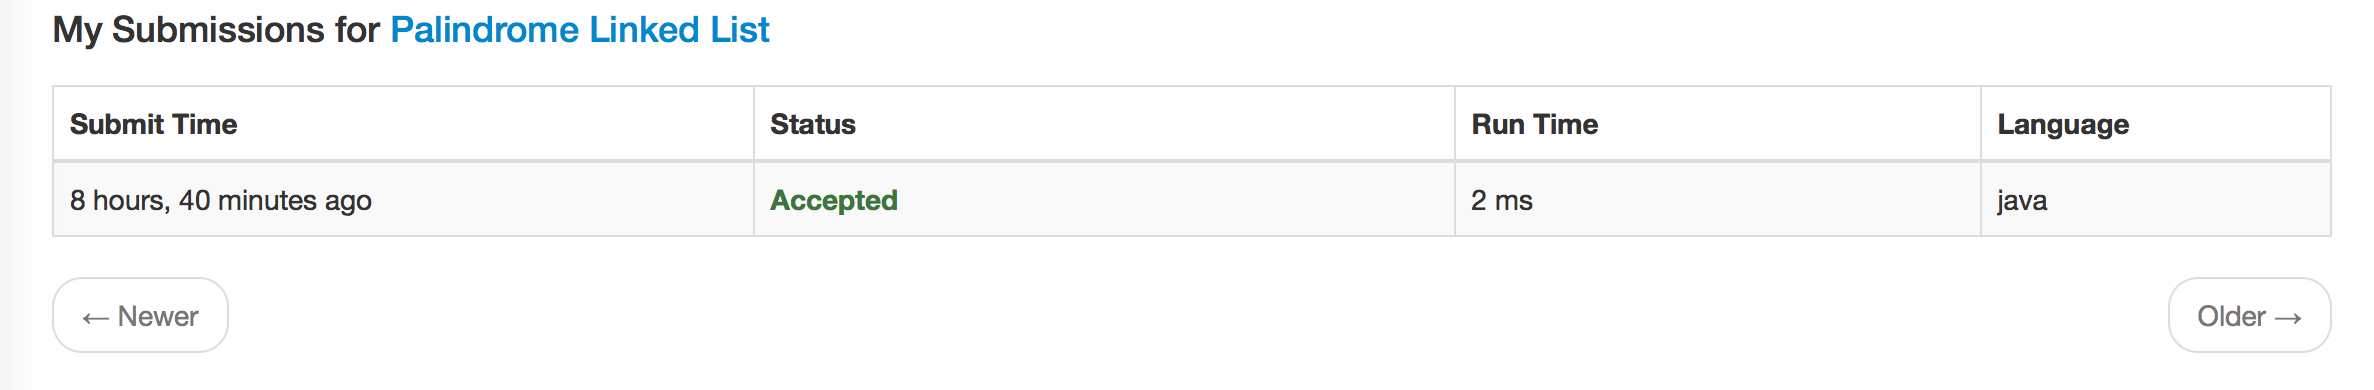 My Submissions for Palindrome Linked List
Submit Time Status Run Time Language
8 hours, 40 minutes ago Accepted 2 ms java
← Newer Older →